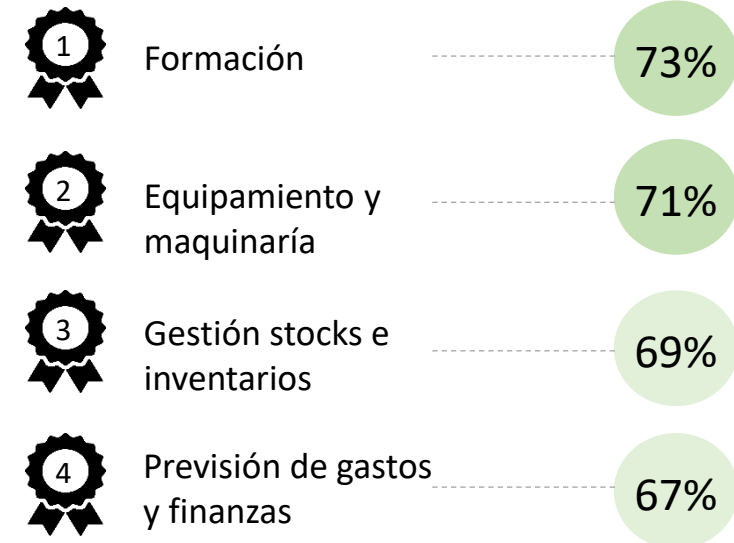 1
Formación
73%
2
Equipamiento y
maquinaría
71%
3
Gestión stocks e
inventarios
69%
4
Previsión de gastos
y finanzas
67%